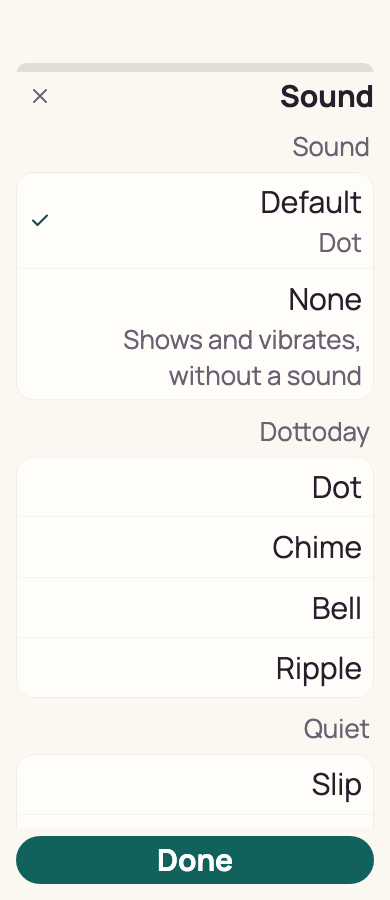 Sound
Sound
Default
Dot
None
Shows and vibrates,
without a sound
Dottoday
Dot
Chime
Bell
Ripple
Quiet
Slip
Done